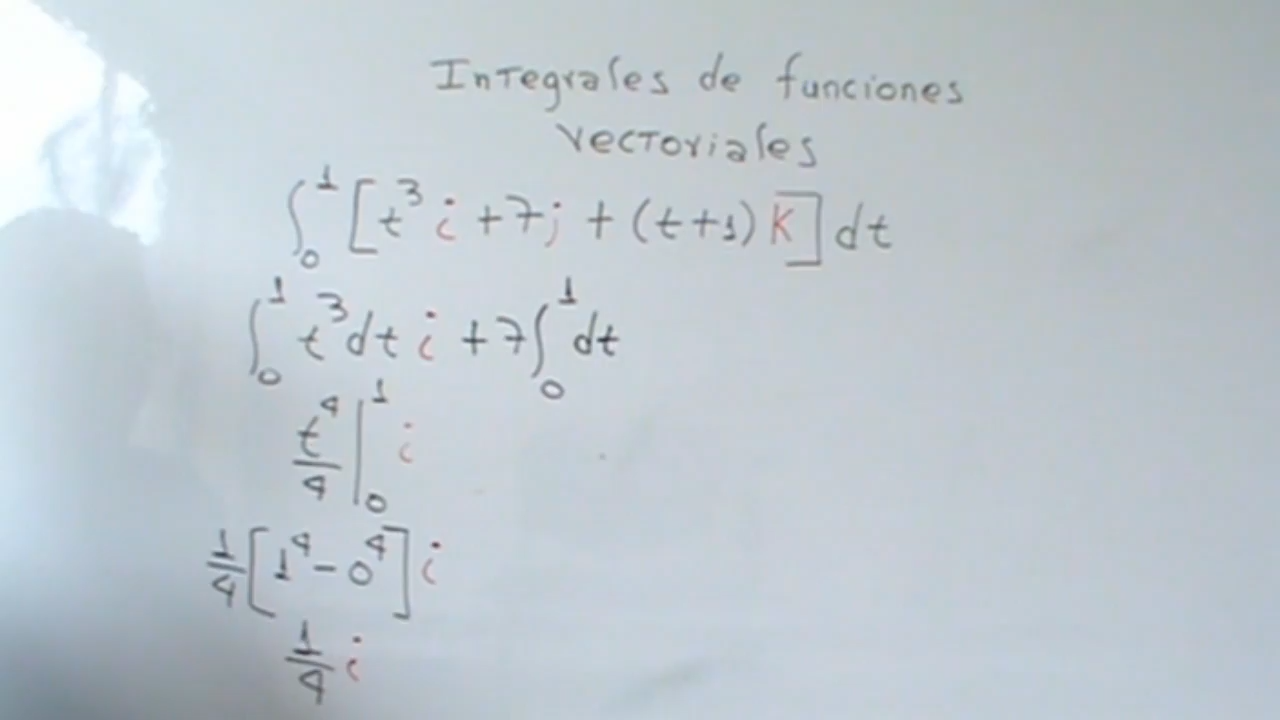 Integrales de funciones
vectoriales
∫₀¹ [t³ i + 7j + (t+1) k] dt
∫₀¹ t³ dt i + 7 ∫₀¹ dt
t⁴/4 |₀¹ i
1/4 [1⁴ - 0⁴] i
1/4 i